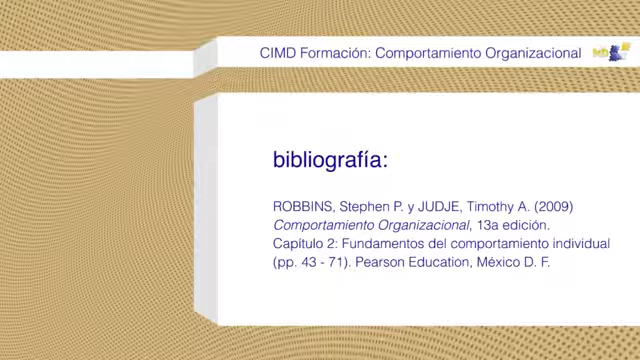 CIMD Formación: Comportamiento Organizacional
bibliografía:
ROBBINS, Stephen P. y JUDJE, Timothy A. (2009)
Comportamiento Organizacional, 13a edición.
Capítulo 2: Fundamentos del comportamiento individual
(pp. 43 - 71). Pearson Education, México D. F.